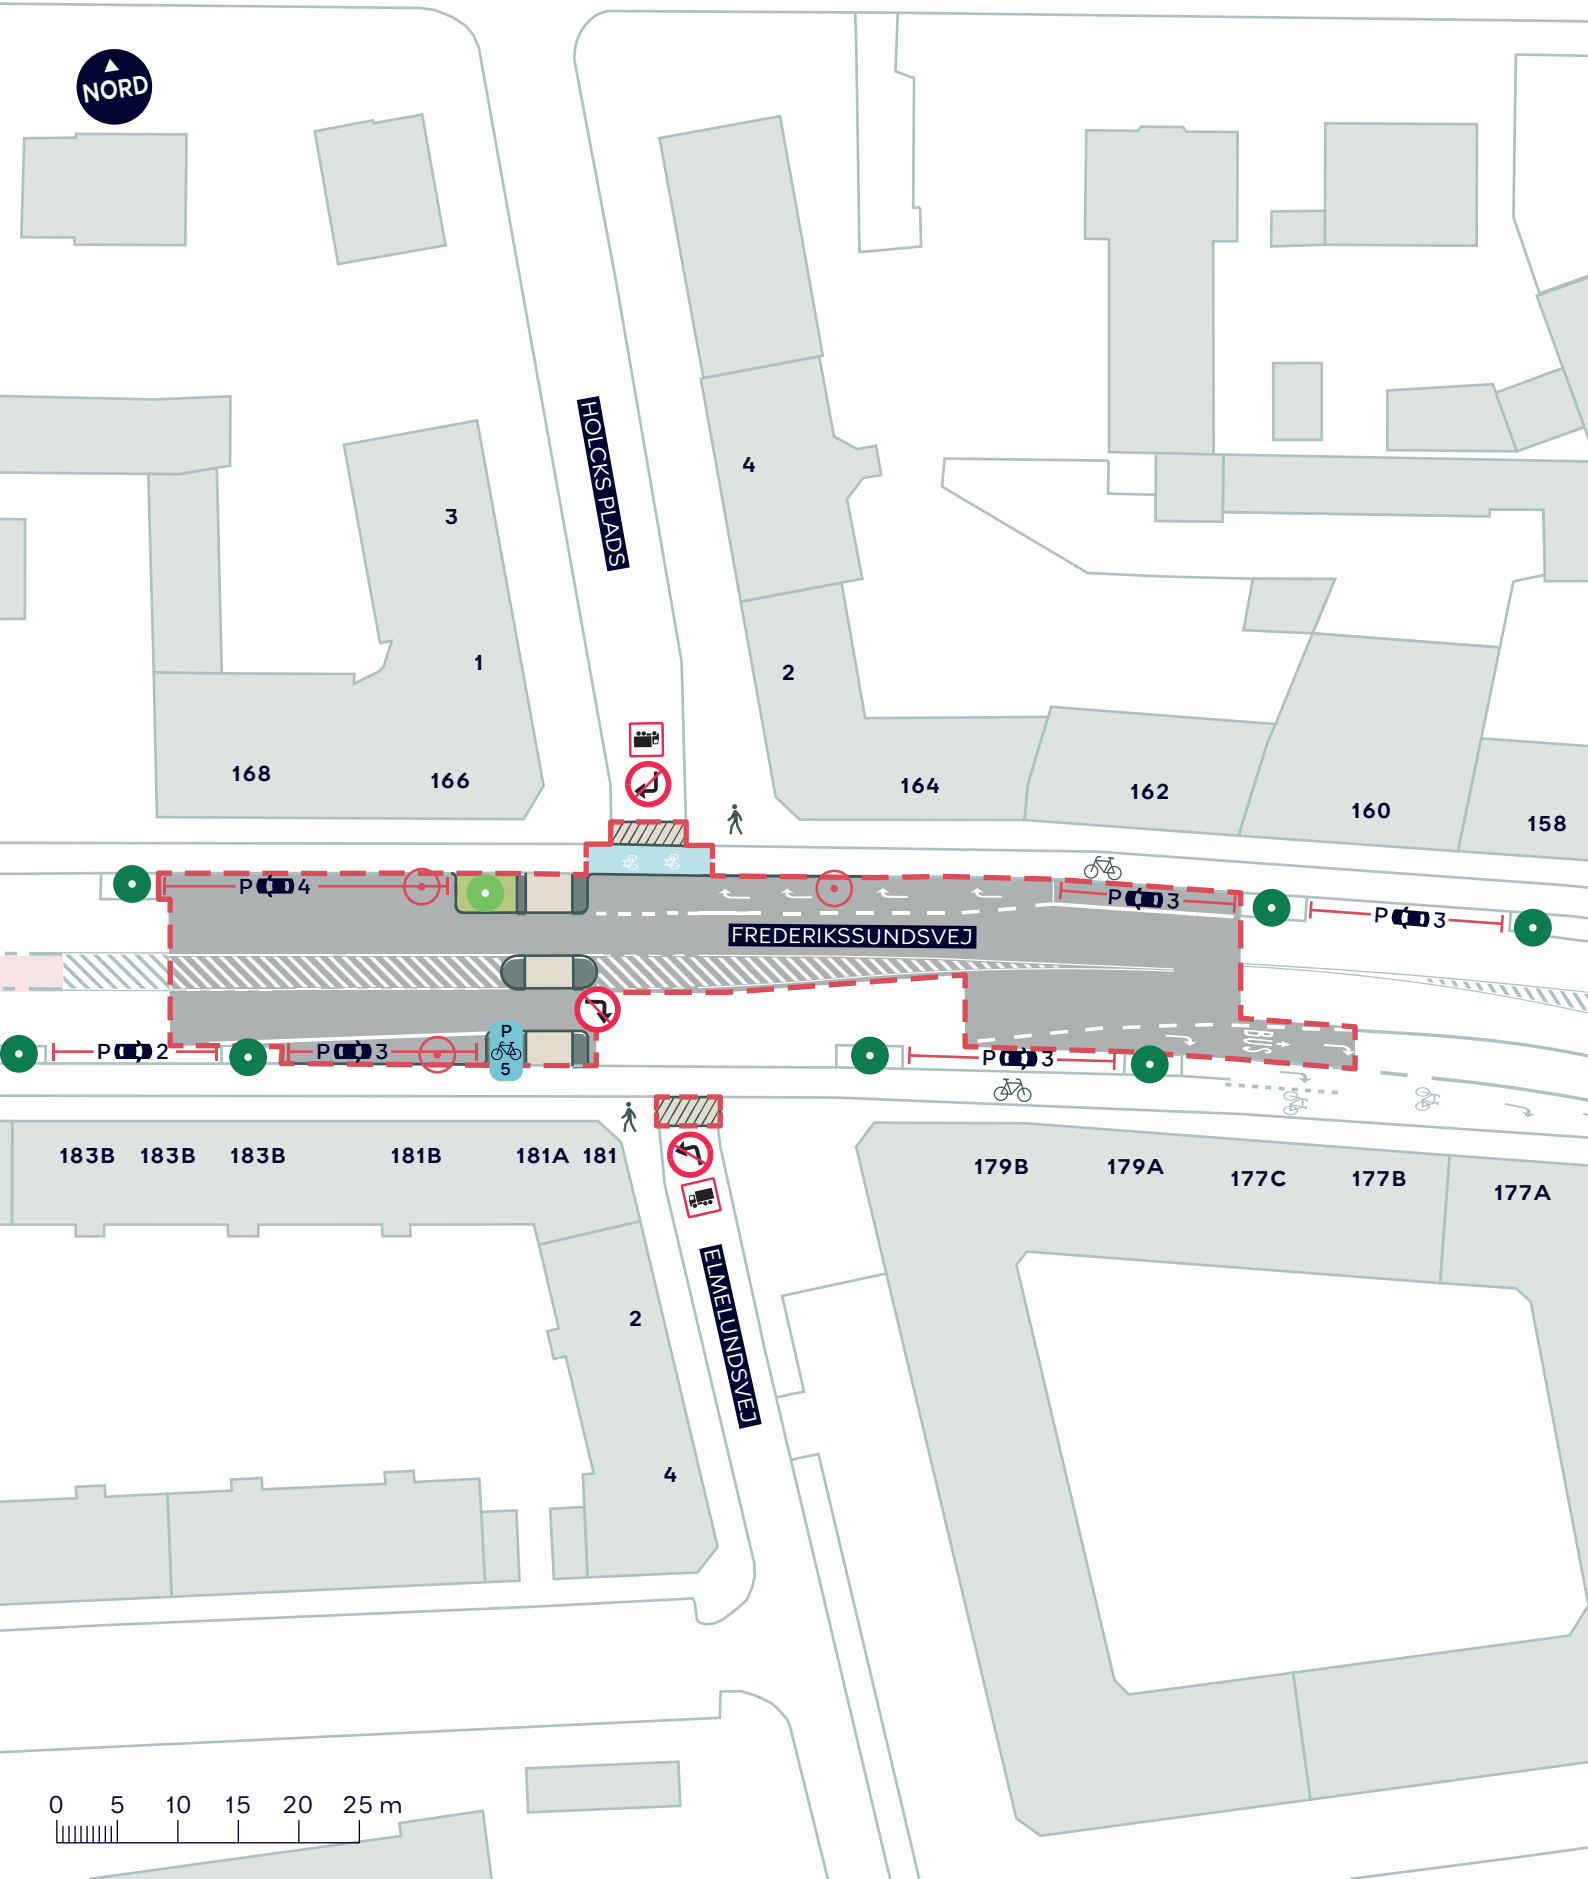 NORD
HOLCKS PLADS
4
3
1
2
168
166
164
162
160
158
P 4
P 3
P 3
FREDERIKSSUNDSVEJ
P 2
P 3
P
5
P 3
BUS
183B
183B
183B
181B
181A
181
179B
179A
177C
177B
177A
ELMELUNDSVEJ
2
4
0 5 10 15 20 25 m